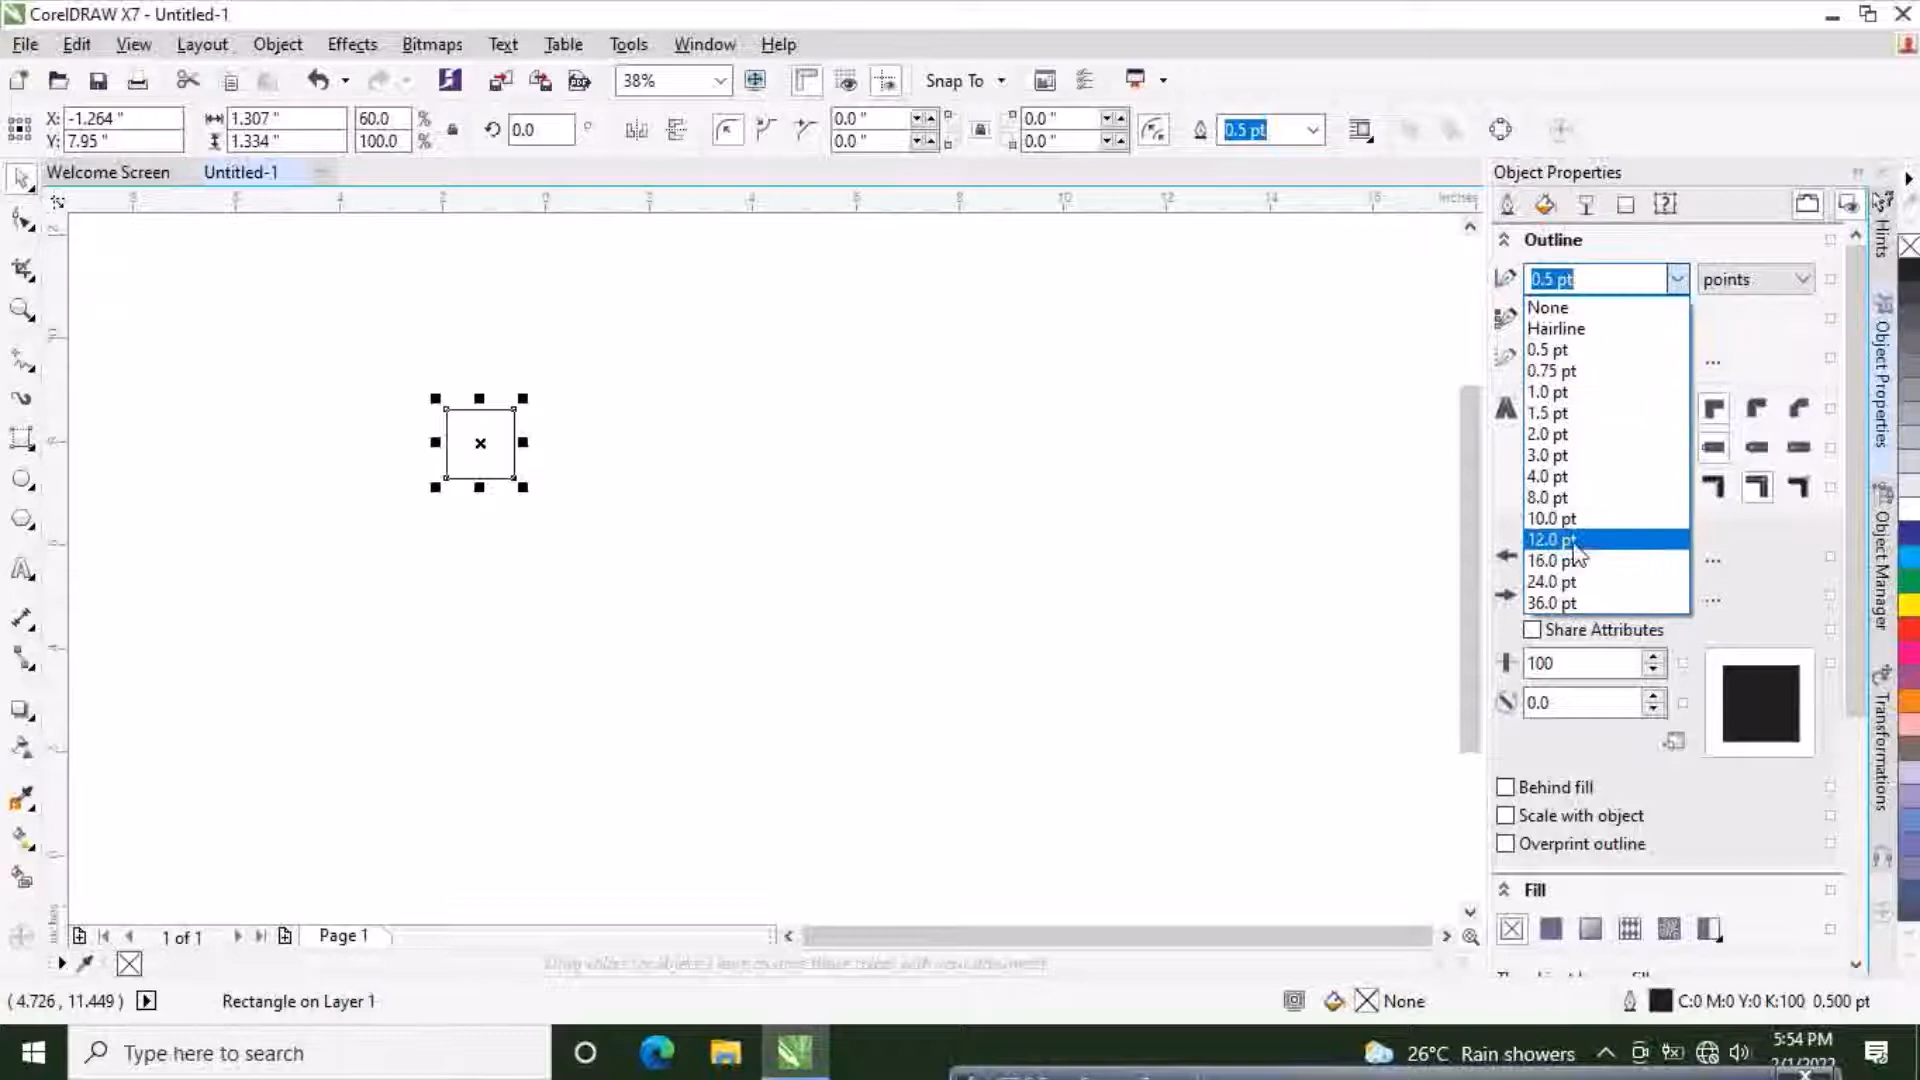 CorelDRAW X7 - Untitled-1
File Edit View Layout Object Effects Bitmaps Text Table Tools Window Help
38% Snap To
X: -1.264 " 1.307 " 60.0 % 0.0 ° 0.0 " 0.0 " 0.5 pt
Y: 7.95 " 1.334 " 100.0 % 0.0 " 0.0 "
Welcome Screen Untitled-1 Object Properties
inches
Outline
0.5 pt points
None
Hairline
0.5 pt
0.75 pt
1.0 pt
1.5 pt
2.0 pt
3.0 pt
4.0 pt
8.0 pt
10.0 pt
12.0 pt
16.0 pt
24.0 pt
36.0 pt
Share Attributes
100
0.0
Behind fill
Scale with object
Overprint outline
Fill
Hints
Object Properties
Object Manager
Transformations
1 of 1 Page 1
( 4.726 , 11.449 ) Rectangle on Layer 1 None C:0 M:0 Y:0 K:100 0.500 pt
Type here to search 26°C Rain showers 5:54 PM